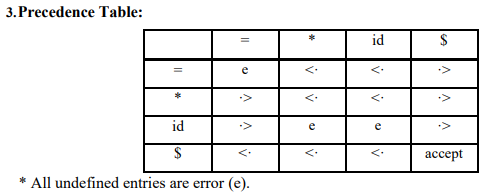 3.Precedence Table:
= * id $
= e <· <· ·>
* ·> <· <· ·>
id ·> e e ·>
$ <· <· <· accept
* All undefined entries are error (e).